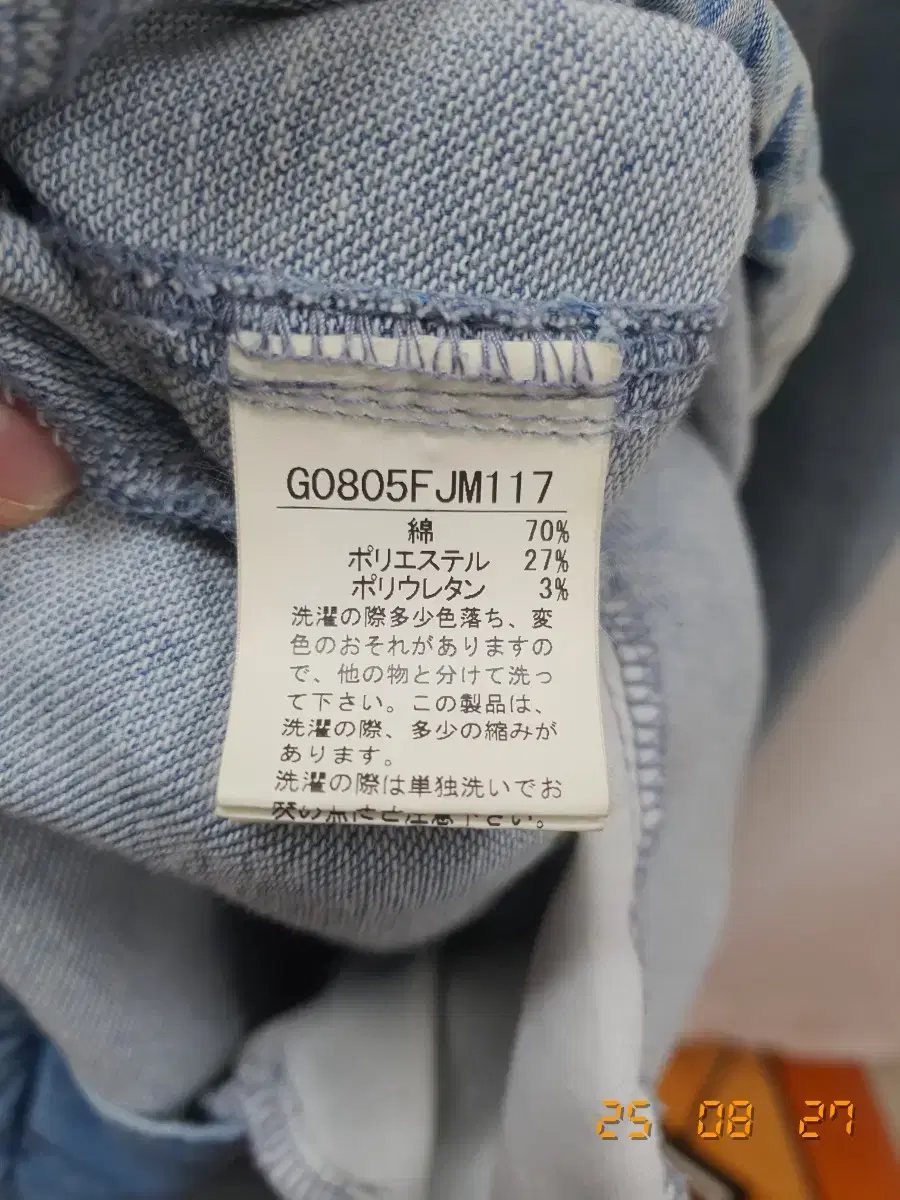 G0805FJM117
綿 70%
ポリエステル 27%
ポリウレタン 3%
洗濯の際多少色落ち、変
色のおそれがありますの
で、他の物と分けて洗っ
て下さい。この製品は、
洗濯の際、多少の縮みが
あります。
洗濯の際は単独洗いでお
25 08 27